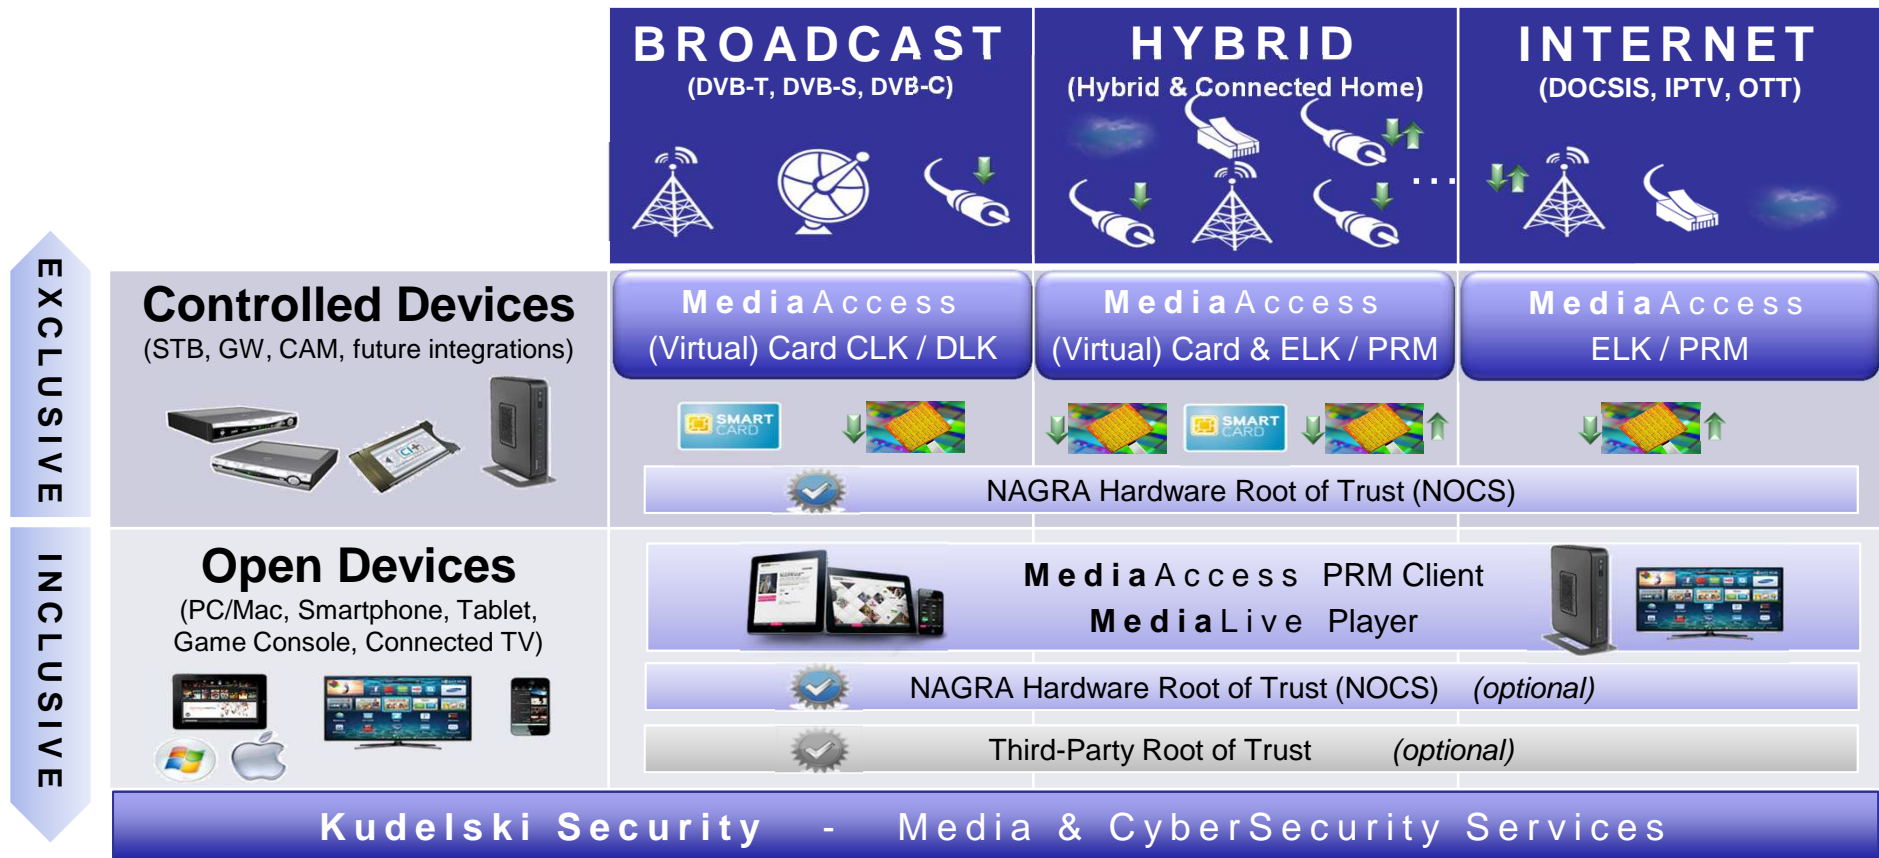 BROADCAST
(DVB-T, DVB-S, DVB-C)
HYBRID
(Hybrid & Connected Home)
INTERNET
(DOCSIS, IPTV, OTT)
...
EXCLUSIVE
Controlled Devices
(STB, GW, CAM, future integrations)
CI+
MediaAccess
(Virtual) Card CLK / DLK
MediaAccess
(Virtual) Card & ELK / PRM
MediaAccess
ELK / PRM
SMART
CARD
SMART
CARD
NAGRA Hardware Root of Trust (NOCS)
INCLUSIVE
Open Devices
(PC/Mac, Smartphone, Tablet,
Game Console, Connected TV)
MediaAccess PRM Client
MediaLive Player
NAGRA Hardware Root of Trust (NOCS) (optional)
Third-Party Root of Trust (optional)
Kudelski Security - Media & CyberSecurity Services